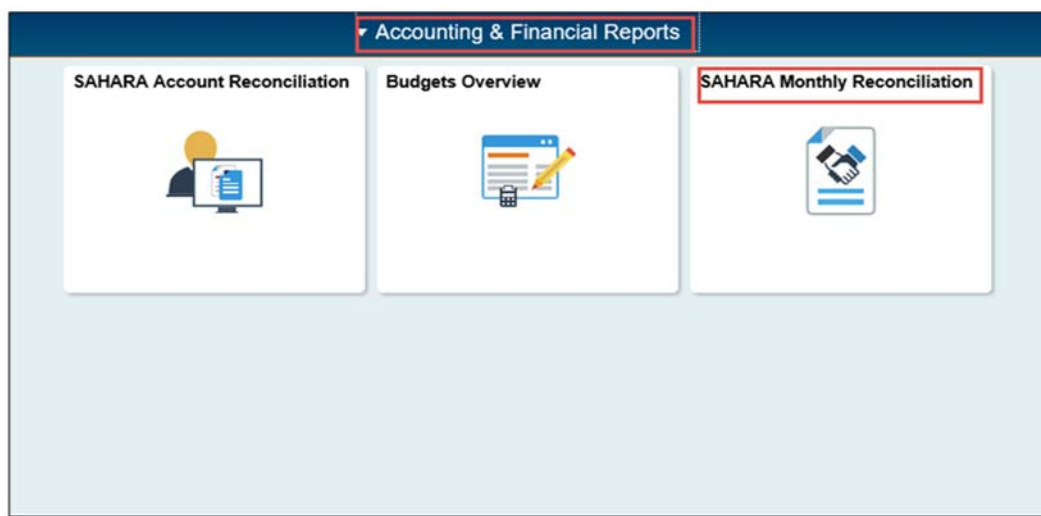 Accounting & Financial Reports
SAHARA Account Reconciliation
Budgets Overview
SAHARA Monthly Reconciliation